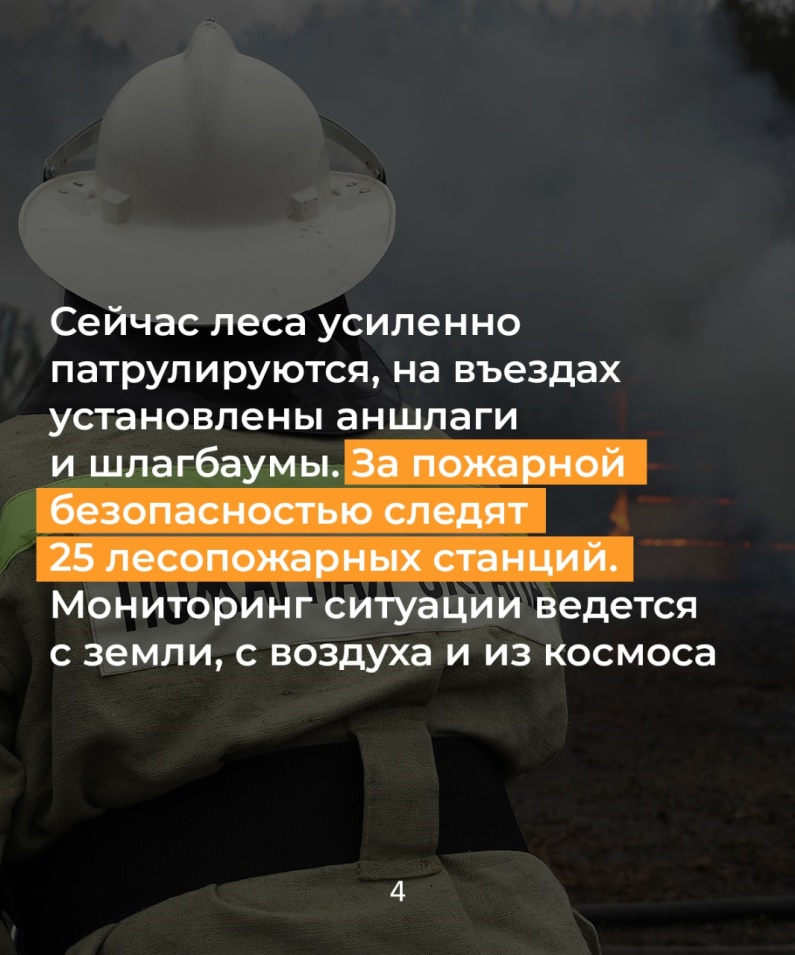 Сейчас леса усиленно
патрулируются, на въездах
установлены аншлаги
и шлагбаумы. За пожарной
безопасностью следят
25 лесопожарных станций.
Мониторинг ситуации ведется
с земли, с воздуха и из космоса
4